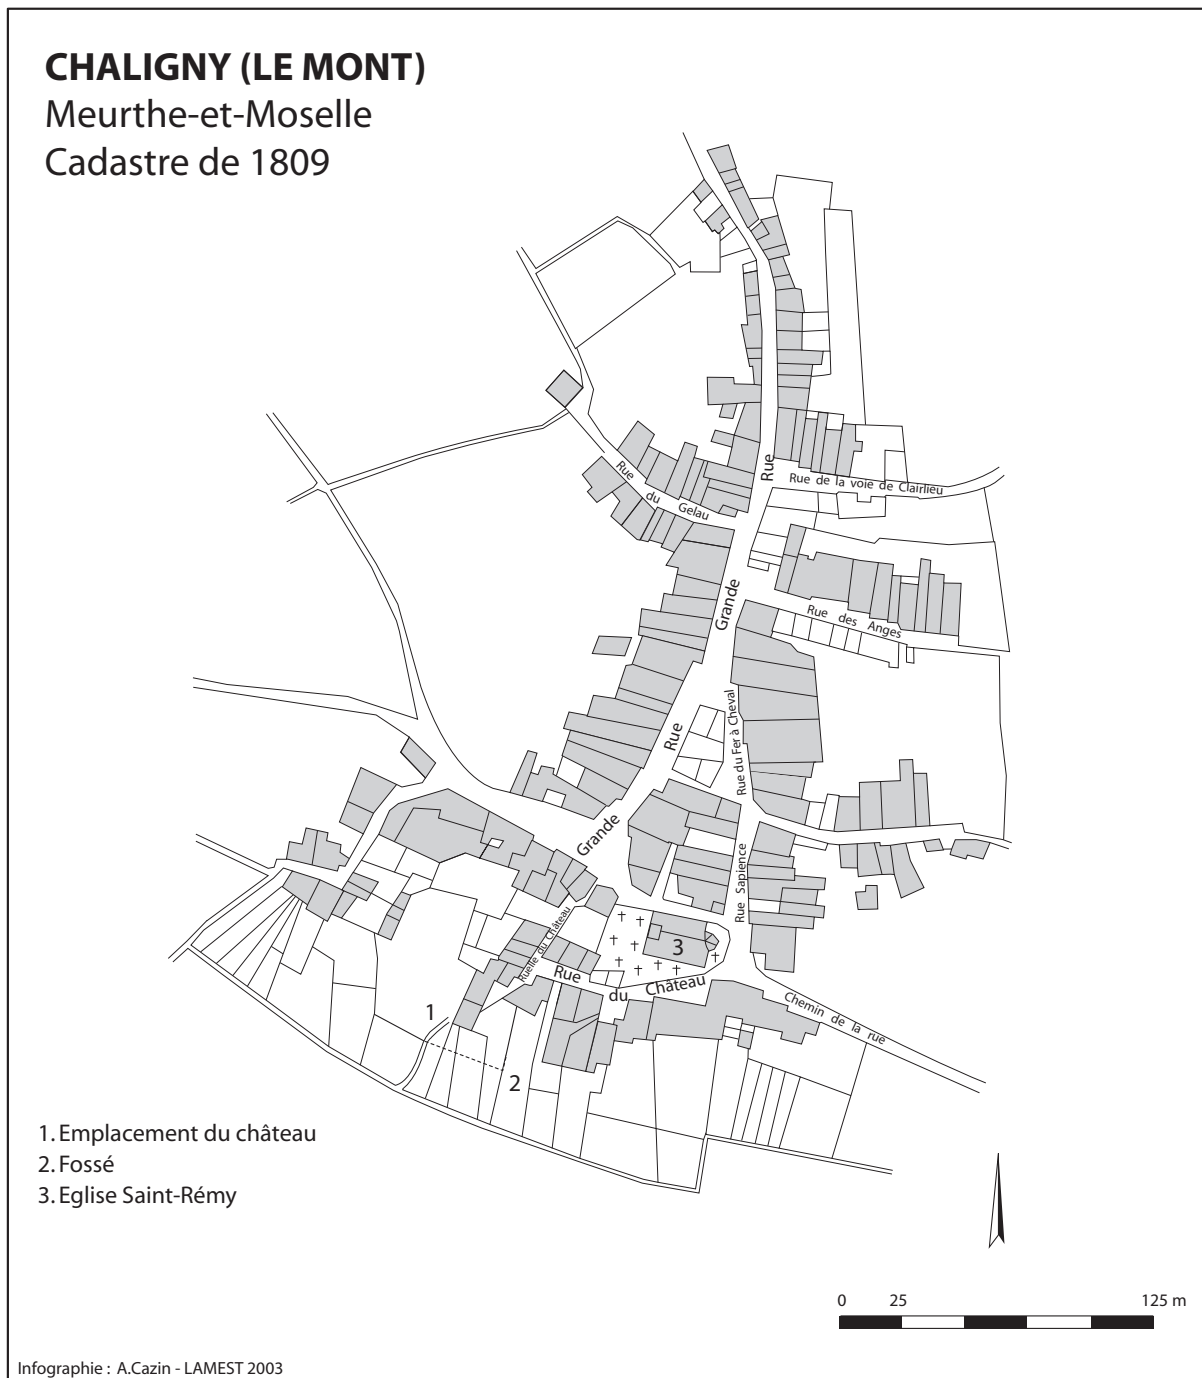 CHALIGNY (LE MONT)
Meurthe-et-Moselle
Cadastre de 1809
Rue
Rue de la voie de Clairlieu
Rue du Gelau
Grande
Rue des Anges
Rue
Rue du Fer à Cheval
Grande
Rue Sapience
Ruelle du Château
3
Rue du Château
Chemin de la rue
1
2
1. Emplacement du château
2. Fossé
3. Eglise Saint-Rémy
0 25 125 m
Infographie : A.Cazin - LAMEST 2003